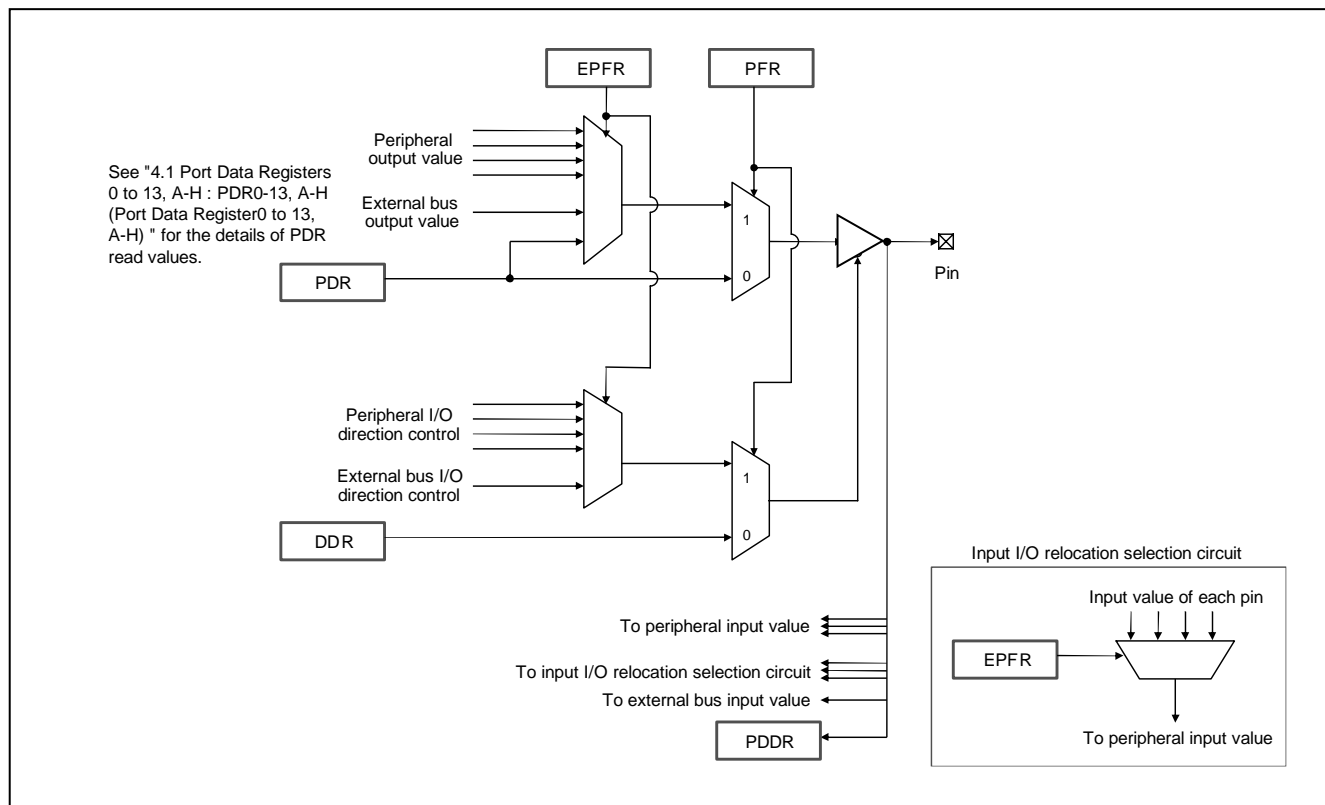 EPFR
PFR
Peripheral
output value
See "4.1 Port Data Registers
0 to 13, A-H : PDR0-13, A-H
(Port Data Register0 to 13,
A-H) " for the details of PDR
read values.
External bus
output value
1
0
PDR
Pin
Peripheral I/O
direction control
External bus I/O
direction control
1
0
DDR
Input I/O relocation selection circuit
Input value of each pin
EPFR
To peripheral input value
To peripheral input value
To input I/O relocation selection circuit
To external bus input value
PDDR